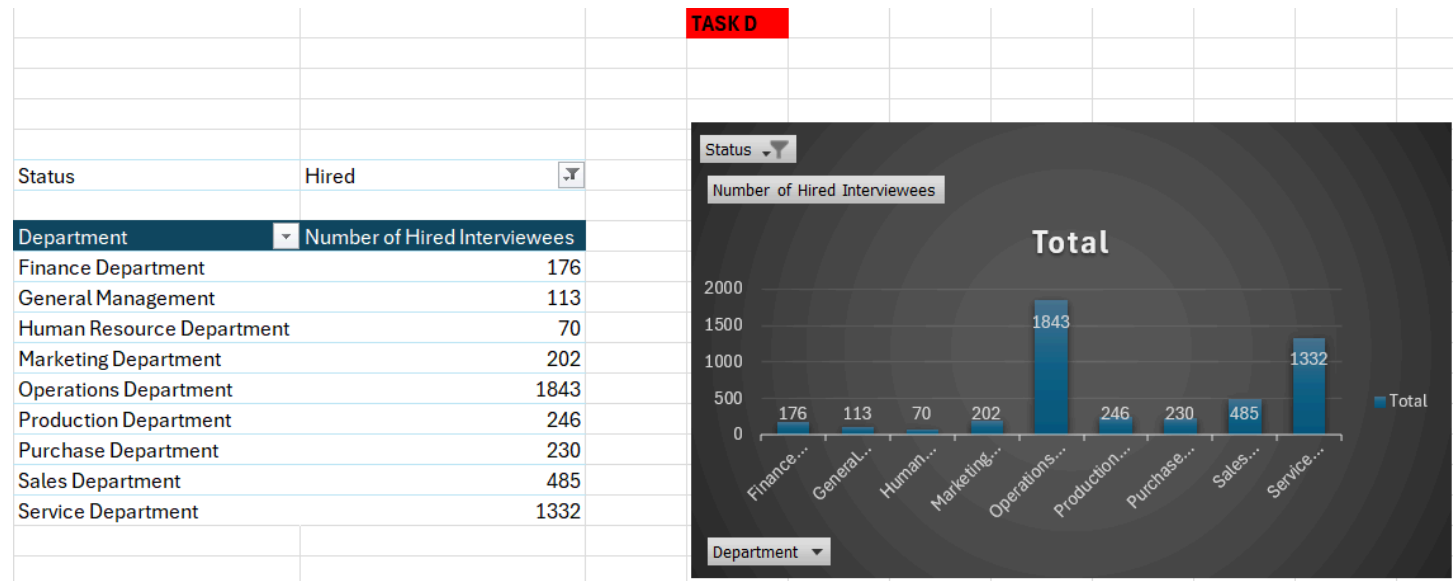 TASK D
Status Hired
Department Number of Hired Interviewees
Finance Department 176
General Management 113
Human Resource Department 70
Marketing Department 202
Operations Department 1843
Production Department 246
Purchase Department 230
Sales Department 485
Service Department 1332
Status
Number of Hired Interviewees
Total
2000
1500
1000
500
0
176 113 70 202 1843 246 230 485 1332
Finance... General... Human... Marketing... Operations... Production... Purchase... Sales... Service...
Total
Department